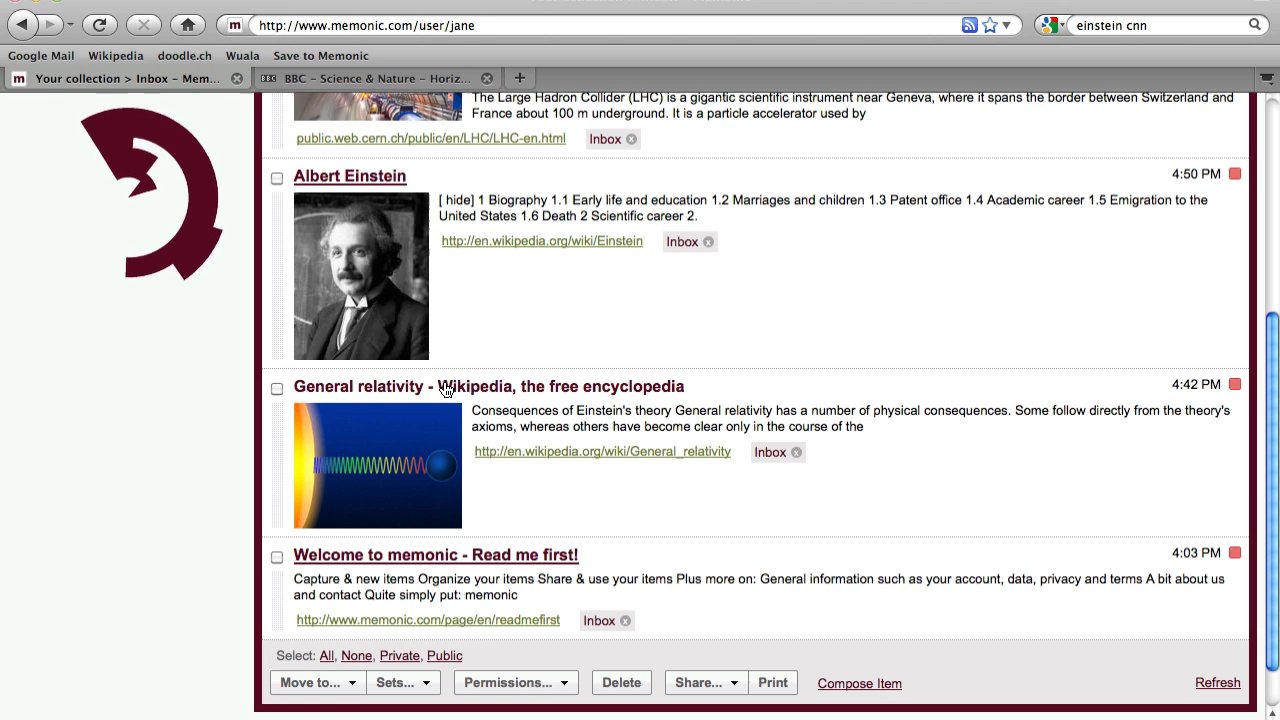 http://www.memonic.com/user/jane
einstein cnn
Google Mail Wikipedia doodle.ch Wuala Save to Memonic
Your collection > Inbox – Mem...
BBC – Science & Nature – Horiz...
The Large Hadron Collider (LHC) is a gigantic scientific instrument near Geneva, where it spans the border between Switzerland and
France about 100 m underground. It is a particle accelerator used by
public.web.cern.ch/public/en/LHC/LHC-en.html Inbox
Albert Einstein 4:50 PM
[ hide] 1 Biography 1.1 Early life and education 1.2 Marriages and children 1.3 Patent office 1.4 Academic career 1.5 Emigration to the
United States 1.6 Death 2 Scientific career 2.
http://en.wikipedia.org/wiki/Einstein Inbox
General relativity - Wikipedia, the free encyclopedia 4:42 PM
Consequences of Einstein's theory General relativity has a number of physical consequences. Some follow directly from the theory's
axioms, whereas others have become clear only in the course of the
http://en.wikipedia.org/wiki/General_relativity Inbox
Welcome to memonic - Read me first! 4:03 PM
Capture & new items Organize your items Share & use your items Plus more on: General information such as your account, data, privacy and terms A bit about us
and contact Quite simply put: memonic
http://www.memonic.com/page/en/readmefirst Inbox
Select: All, None, Private, Public
Move to... Sets... Permissions... Delete Share... Print Compose Item Refresh